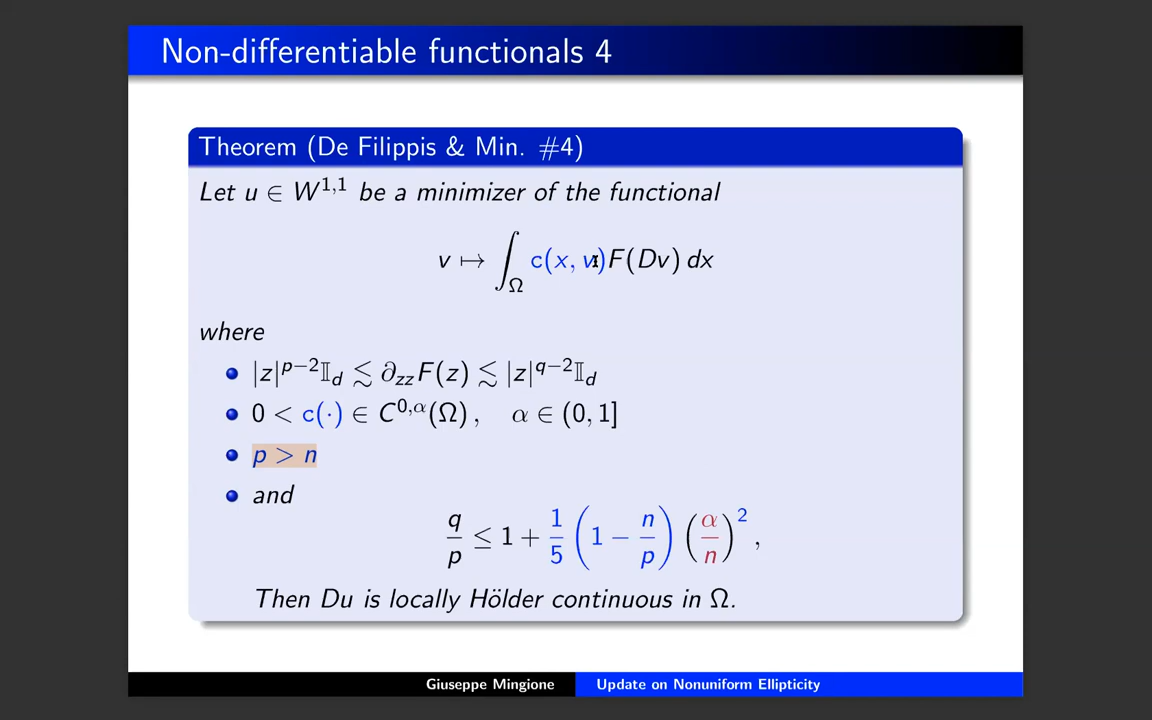 Non-differentiable functionals 4
Theorem (De Filippis & Min. #4)
Let u ∈ W^{1,1} be a minimizer of the functional
v ↦ ∫_Ω c(x, v)F(Dv) dx
where
|z|^{p−2}𝕀_d ≲ ∂_{zz}F(z) ≲ |z|^{q−2}𝕀_d
0 < c(·) ∈ C^{0,α}(Ω), α ∈ (0, 1]
p > n
and
q/p ≤ 1 + 1/5 (1 − n/p) (α/n)^2,
Then Du is locally Hölder continuous in Ω.
Giuseppe Mingione Update on Nonuniform Ellipticity